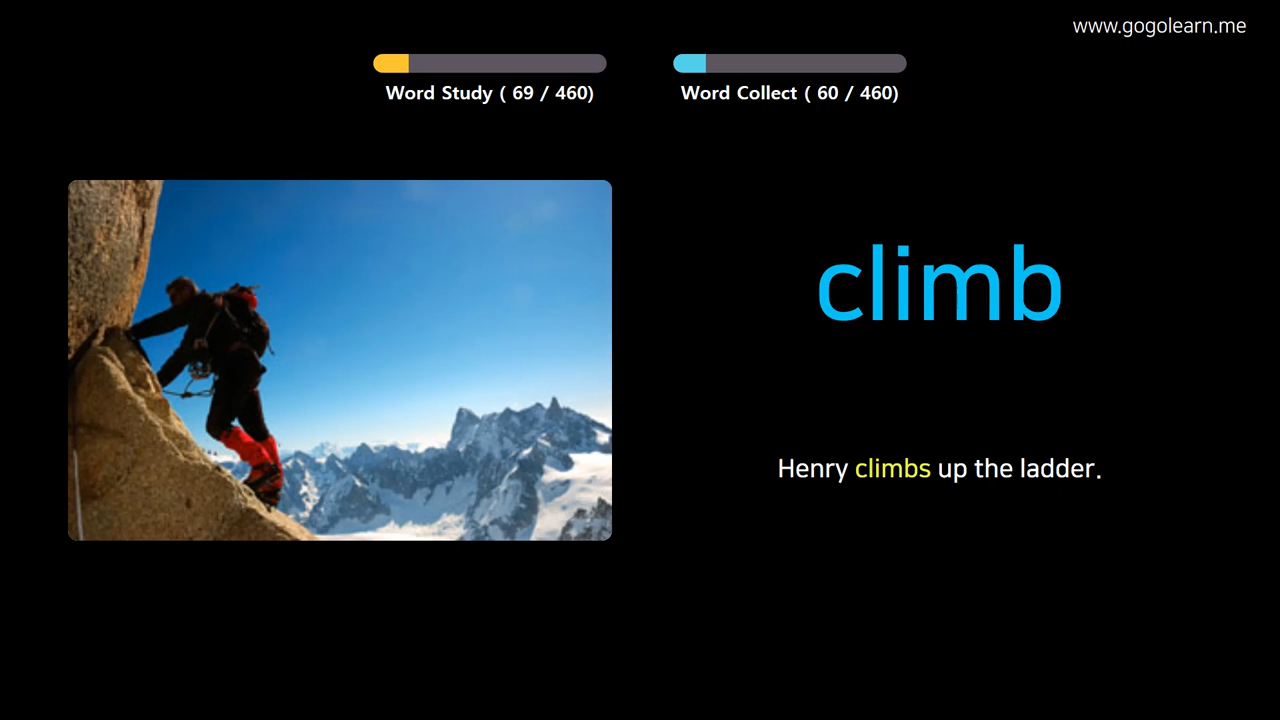 www.gogolearn.me
Word Study ( 69 / 460)
Word Collect ( 60 / 460)
climb
Henry climbs up the ladder.